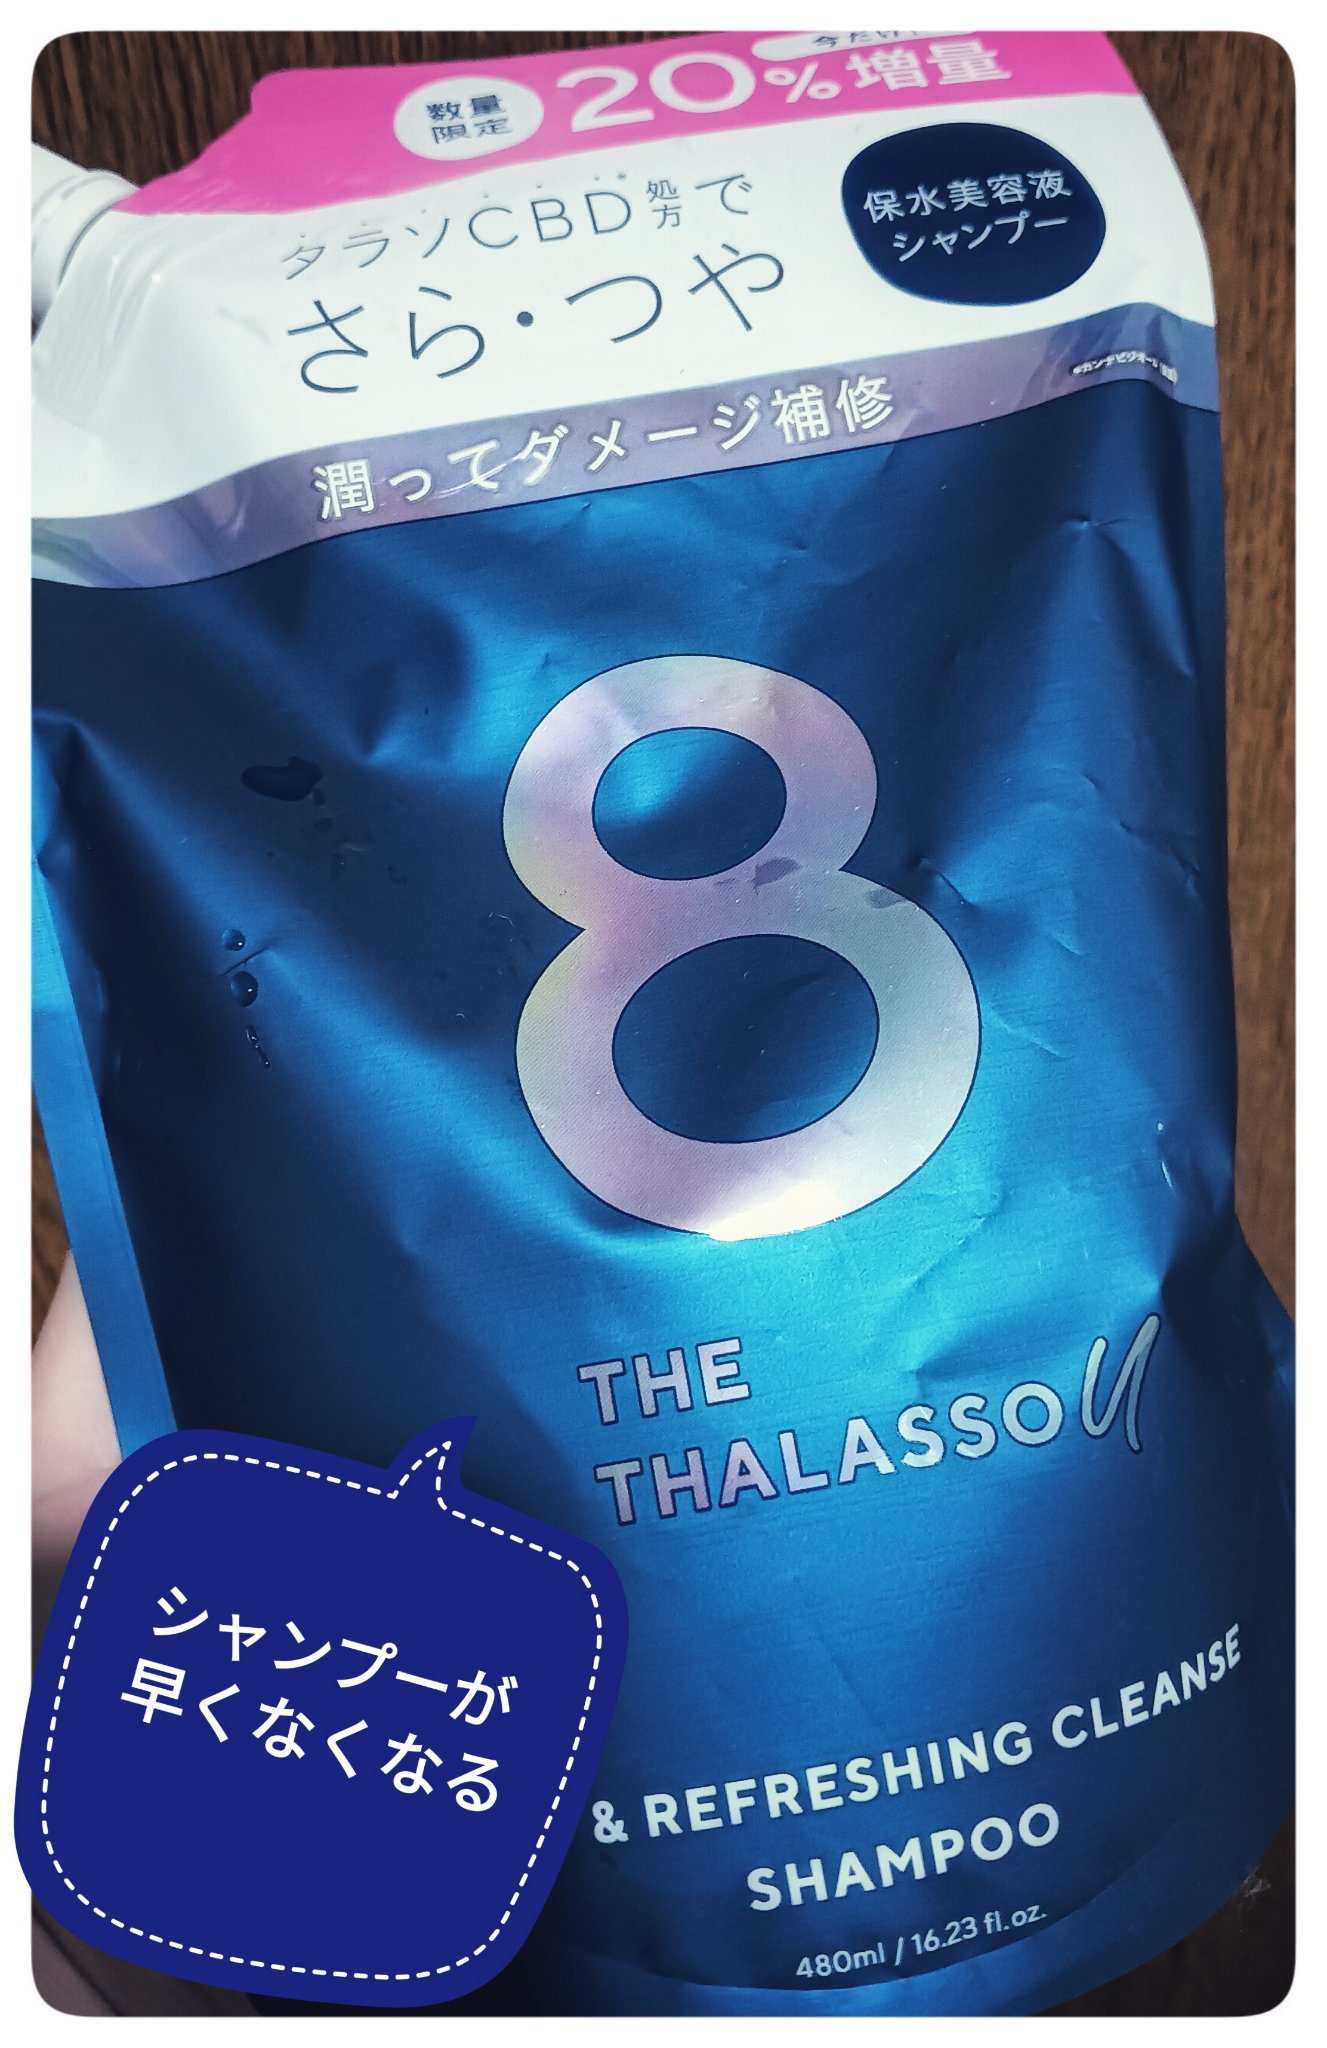 今だけ
数量
限定
20%増量
タラソCBD*処方で
さら・つや
保水美容液
シャンプー
潤ってダメージ補修
8
THE
THALASSO U
& REFRESHING CLEANSE
SHAMPOO
480ml / 16.23 fl.oz.
シャンプーが
早くなくなる